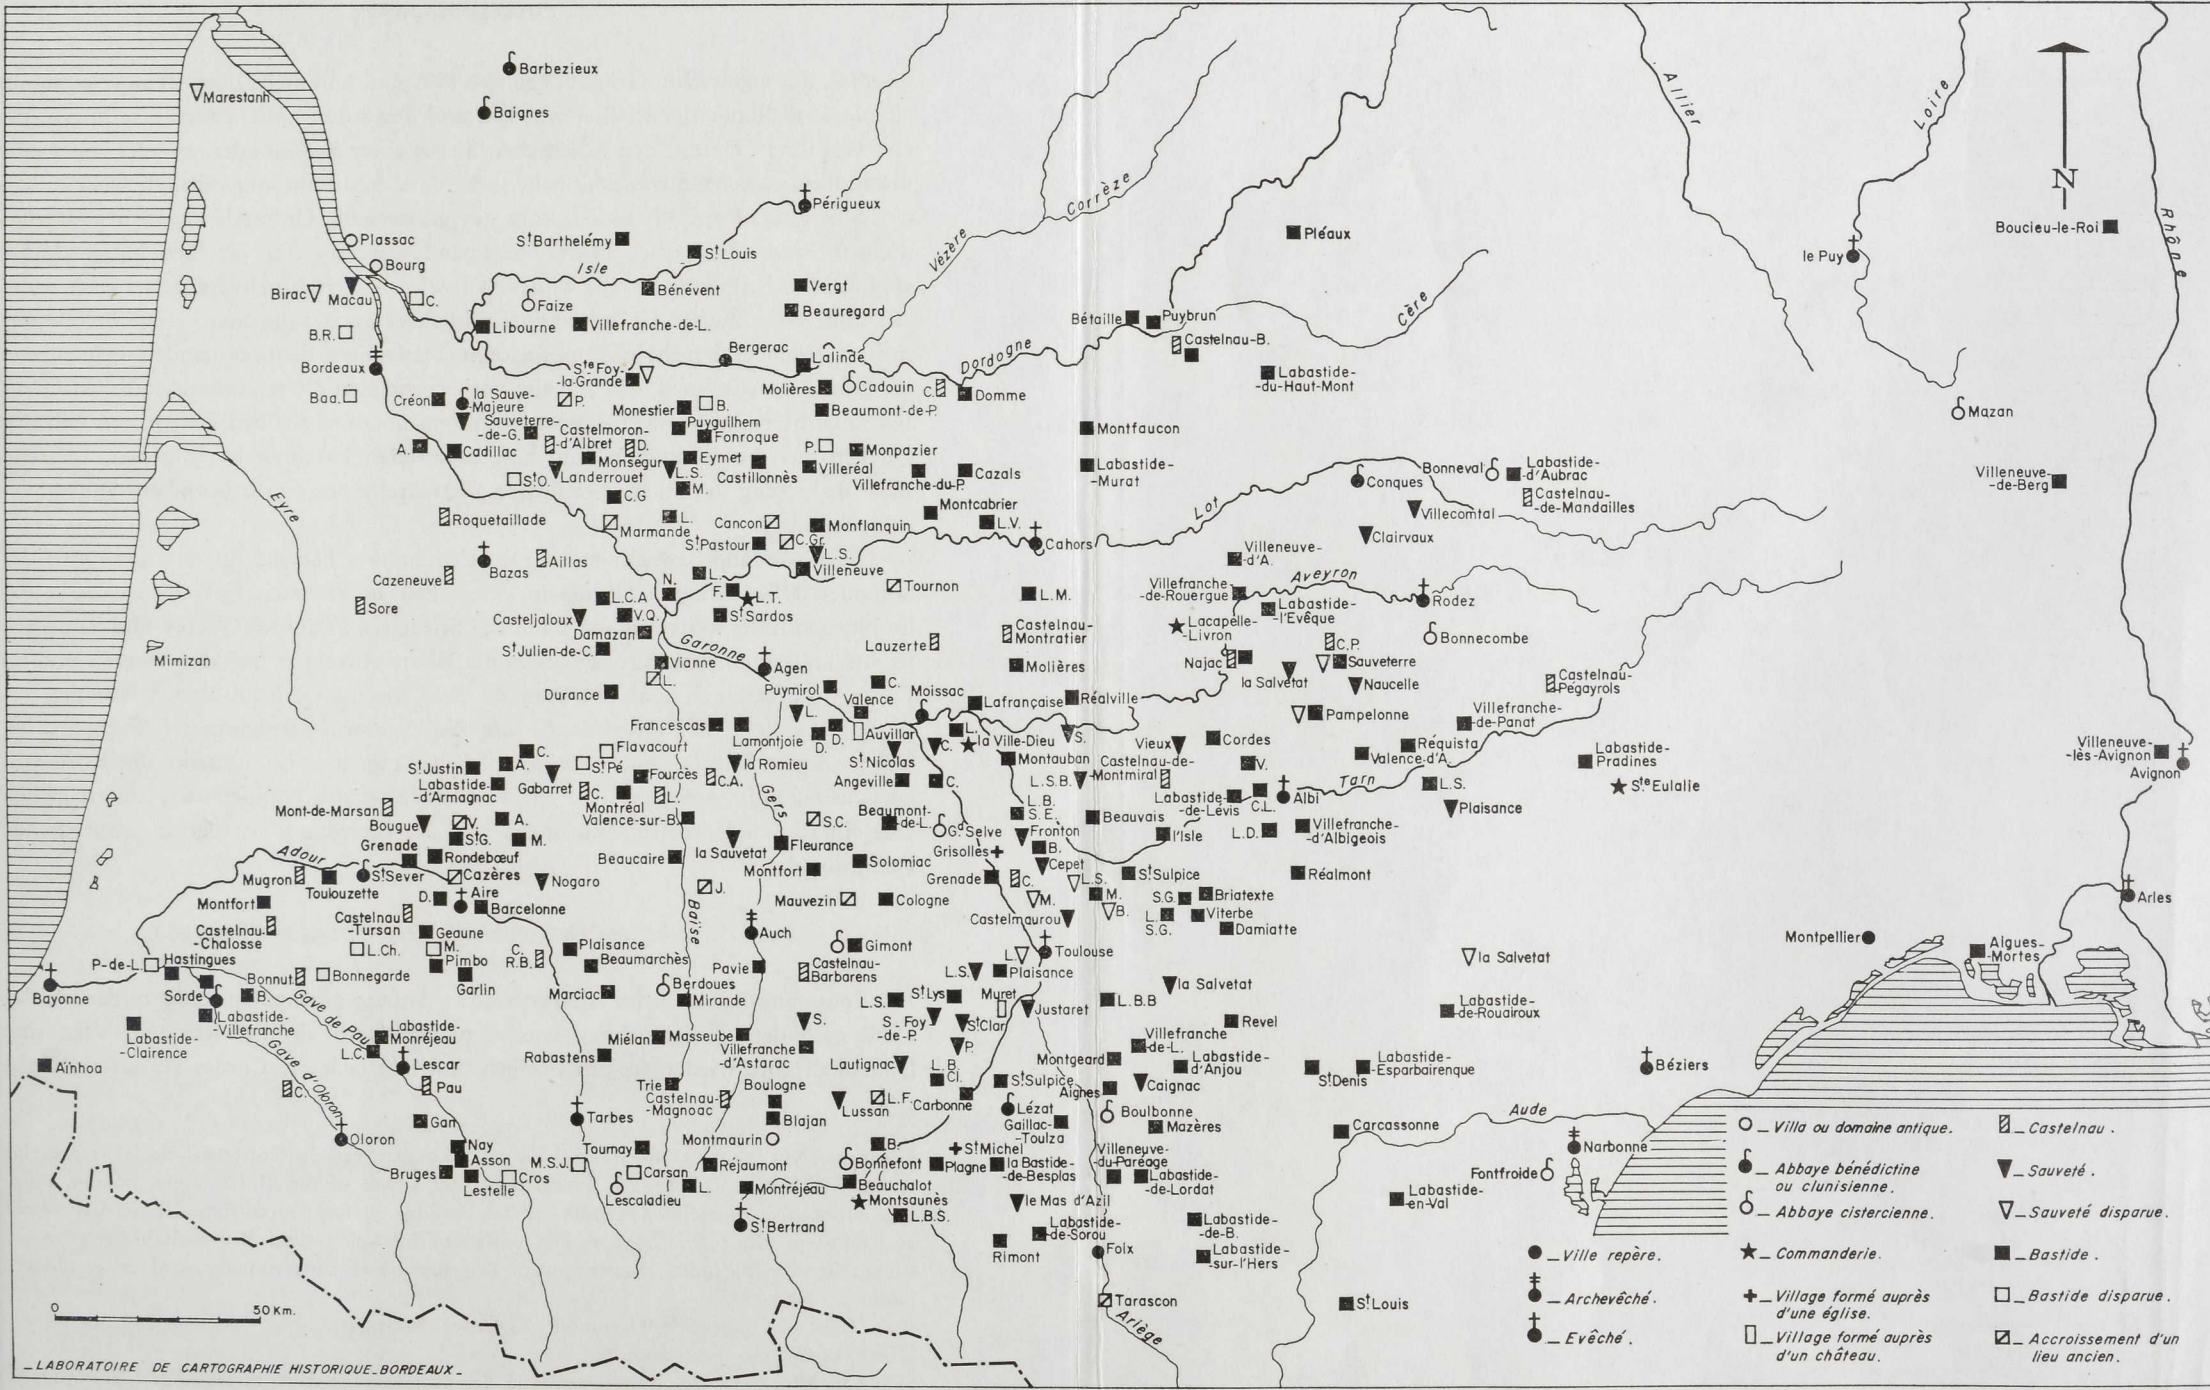 Barbezieux
Baignes
Marestanh
Allier
Loire
N
Rhône
Périgueux
Corrèze
Vézère
Pléaux
Boucieu-le-Roi
le Puy
Plassac
Bourg
StBarthélemy
St Louis
Isle
Bénévent
Vergt
Beauregard
Birac
Macau
C.
Faize
B.R.
Libourne
Villefranche-de-L.
Cère
Bétaille
Puybrun
Castelnau-B.
Bordeaux
Bergerac
Lalinde
Dordogne
Ste Foy-
-la-Grande
Molières
Cadouin
C.
Domme
Labastide-
-du-Haut-Mont
Baa.
Créon
la Sauve-
Majeure
P.
Monestier
B.
Beaumont-de-P.
Mazan
Sauveterre-
-de-G.
Castelmoron-
-d'Albret
D.
Puyguilhem
Fonroque
Montfaucon
A.
Cadillac
Monségur
Eymet
P.
Monpazier
Landerrouet
L.S.
Castillonnès
Villeréal
Villefranche-du-P.
Cazals
Labastide-
-Murat
StO.
C.G
M.
Conques
Bonneval
Labastide-
-d'Aubrac
Castelnau-
-de-Mandailles
Villeneuve-
-de-Berg
Eyre
Roquetaillade
L.
Marmande
Cancon
Monflanquin
Montcabrier
L.V.
Lot
Villecomtal
Clairvaux
St Pastour
C.Gr.
L.S.
Cahors
Bazas
Aillas
Cazeneuve
Villeneuve
Villeneuve-
-d'A.
Sore
N.
L.
F.
L.T.
Tournon
L.M.
Villefranche-
-de-Rouergue
Aveyron
Rodez
L.C.A
Casteljaloux
V.Q.
St Sardos
Labastide-
-l'Evêque
Lacapelle-
-Livron
Bonnecombe
Damazan
Garonne
Lauzerte
Castelnau-
-Montratier
C.P.
Mimizan
St Julien-de-C.
Vianne
Agen
Molières
Najac
Sauveterre
la Salvetat
Naucelle
Castelnau-
-Pégayrols
L.
Durance
Puymirol
C.
Valence
Moissac
Lafrançaise
Réalville
Pampelonne
Villefranche-
-de-Panat
Francescas
Lamontjoie
L.
D.
D.
Auvillar
L.
la Ville-Dieu
S.
Vieux
Cordes
Réquista
Valence-d'A.
Labastide-
Pradines
Villeneuve-
-lès-Avignon
Avignon
C.
Flavacourt
la Romieu
St Nicolas
C.
Montauban
St Justin
A.
St Pé
Fourcès
C.A.
Angeville
C.
L.S.B.
Castelnau-de-
-Montmiral
V.
Tarn
L.S.
Ste Eulalie
Labastide-
-d'Armagnac
Gabarret
C.
L.
Montréal
Gers
Labastide-
-de-Lévis
C.L.
Albi
Plaisance
Mont-de-Marsan
Valence-sur-B.
S.C.
Beaumont-
-de-L.
L.B.
S.E.
Beauvais
Bougue
V.
A.
Gd Selve
Fronton
l'Isle
L.D.
Villefranche-
-d'Albigeois
StG.
M.
Grenade
Rondebœuf
Beaucaire
la Sauvetat
Fleurance
Grisolles
B.
Adour
St Sever
Cazères
Solomiac
Cepet
Mugron
Toulouzette
Nogaro
Montfort
Grenade
C.
L.S.
St Sulpice
Réalmont
Montfort
D.
Aire
J.
Mauvezin
Cologne
M.
M.
S.G.
Briatexte
Arles
Barcelonne
Castelnau
-Tursan
Castelmaurou
B.
L.
S.G.
Viterbe
Castelnau-
-Chalosse
Geaune
Baïse
Auch
Damiatte
L.Ch.
M.
Pimbo
C.
R.B.
Plaisance
Beaumarchès
Gimont
Toulouse
Montpellier
Aigues-
-Mortes
P-de-L.
Hastingues
Bonnut
Bonnegarde
Garlin
Pavie
Castelnau-
Barbarens
L.
L.S.
Plaisance
la Salvetat
Bayonne
Sorde
B.
Gave de Pau
Marciac
Berdoues
Mirande
L.S.
St Lys
Muret
L.B.B
la Salvetat
Labastide-
-Villefranche
S.
S - Foy
-de-P.
St Clar
Justaret
Labastide-
-de-Rouairoux
Revel
Labastide-
-Clairence
Gave d'Oloron
Labastide-
Monréjeau
Miélan
Masseube
P.
Villefranche
-de-L.
Aïnhoa
L.C.
Lescar
Rabastens
Villefranche
-d'Astarac
Lautignac
L.B.
Montgeard
Labastide-
d'Anjou
Labastide-
-Esparbairenque
Béziers
Pau
Trie
Boulogne
Cl.
St Sulpice
Aignes
Caignac
St Denis
C.
Castelnau-
-Magnoac
Lussan
L.F.
Carbonne
Lézat
Boulbonne
Aude
Oloron
Gan
Tarbes
Blajan
Gaillac-
-Toulza
Mazères
Carcassonne
Nay
Tournay
Montmaurin
B.
St Michel
Villeneuve-
-du-Paréage
Narbonne
Asson
Bruges
Lestelle
Cros
M.S.J.
Carsan
Réjaumont
Bonnefont
Plagne
la Bastide-
-de-Besplas
Labastide-
-de-Lordat
Fontfroide
Lescaladieu
L.
Montréjeau
Beauchalot
Montsaunès
le Mas d'Azil
Labastide-
-en-Val
St Bertrand
L.B.S.
Labastide-
-de-Sorou
Labastide-
-de-B.
Rimont
Foix
Labastide-
-sur-l'Hers
Tarascon
Ariège
St Louis
Villa ou domaine antique.
Abbaye bénédictine
ou clunisienne.
Abbaye cistercienne.
Ville repère.
Commanderie.
Archevêché.
Village formé auprès
d'une église.
Evêché.
Village formé auprès
d'un château.
Castelnau.
Sauveté.
Sauveté disparue.
Bastide.
Bastide disparue.
Accroissement d'un
lieu ancien.
0 50 Km.
_LABORATOIRE DE CARTOGRAPHIE HISTORIQUE_BORDEAUX_